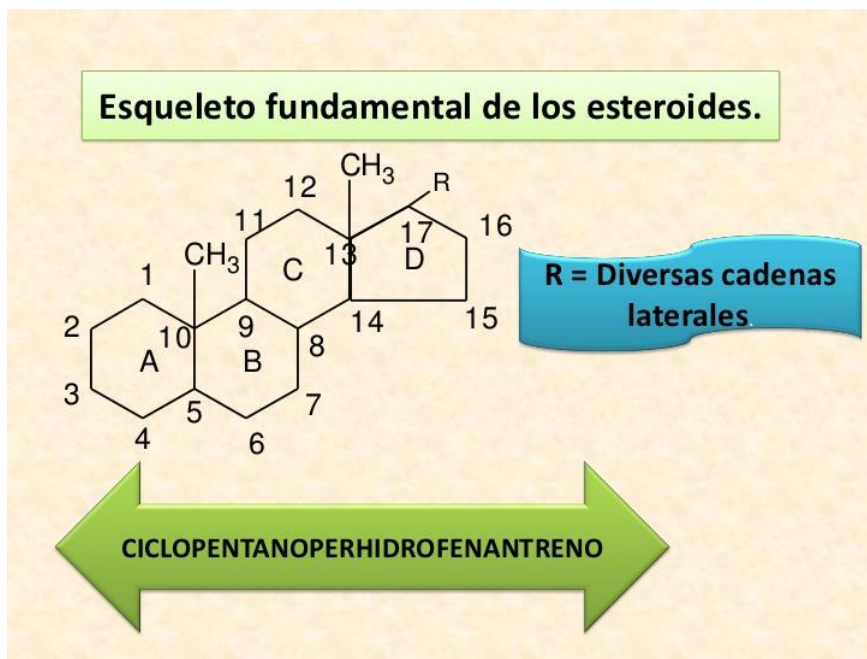 Esqueleto fundamental de los esteroides.
CH3
R
12
11
16
CH3
13
17
C
D
1
R = Diversas cadenas
laterales.
2
10
9
14
15
A
B
8
3
5
7
4
6
CICLOPENTANOPERHIDROFENANTRENO